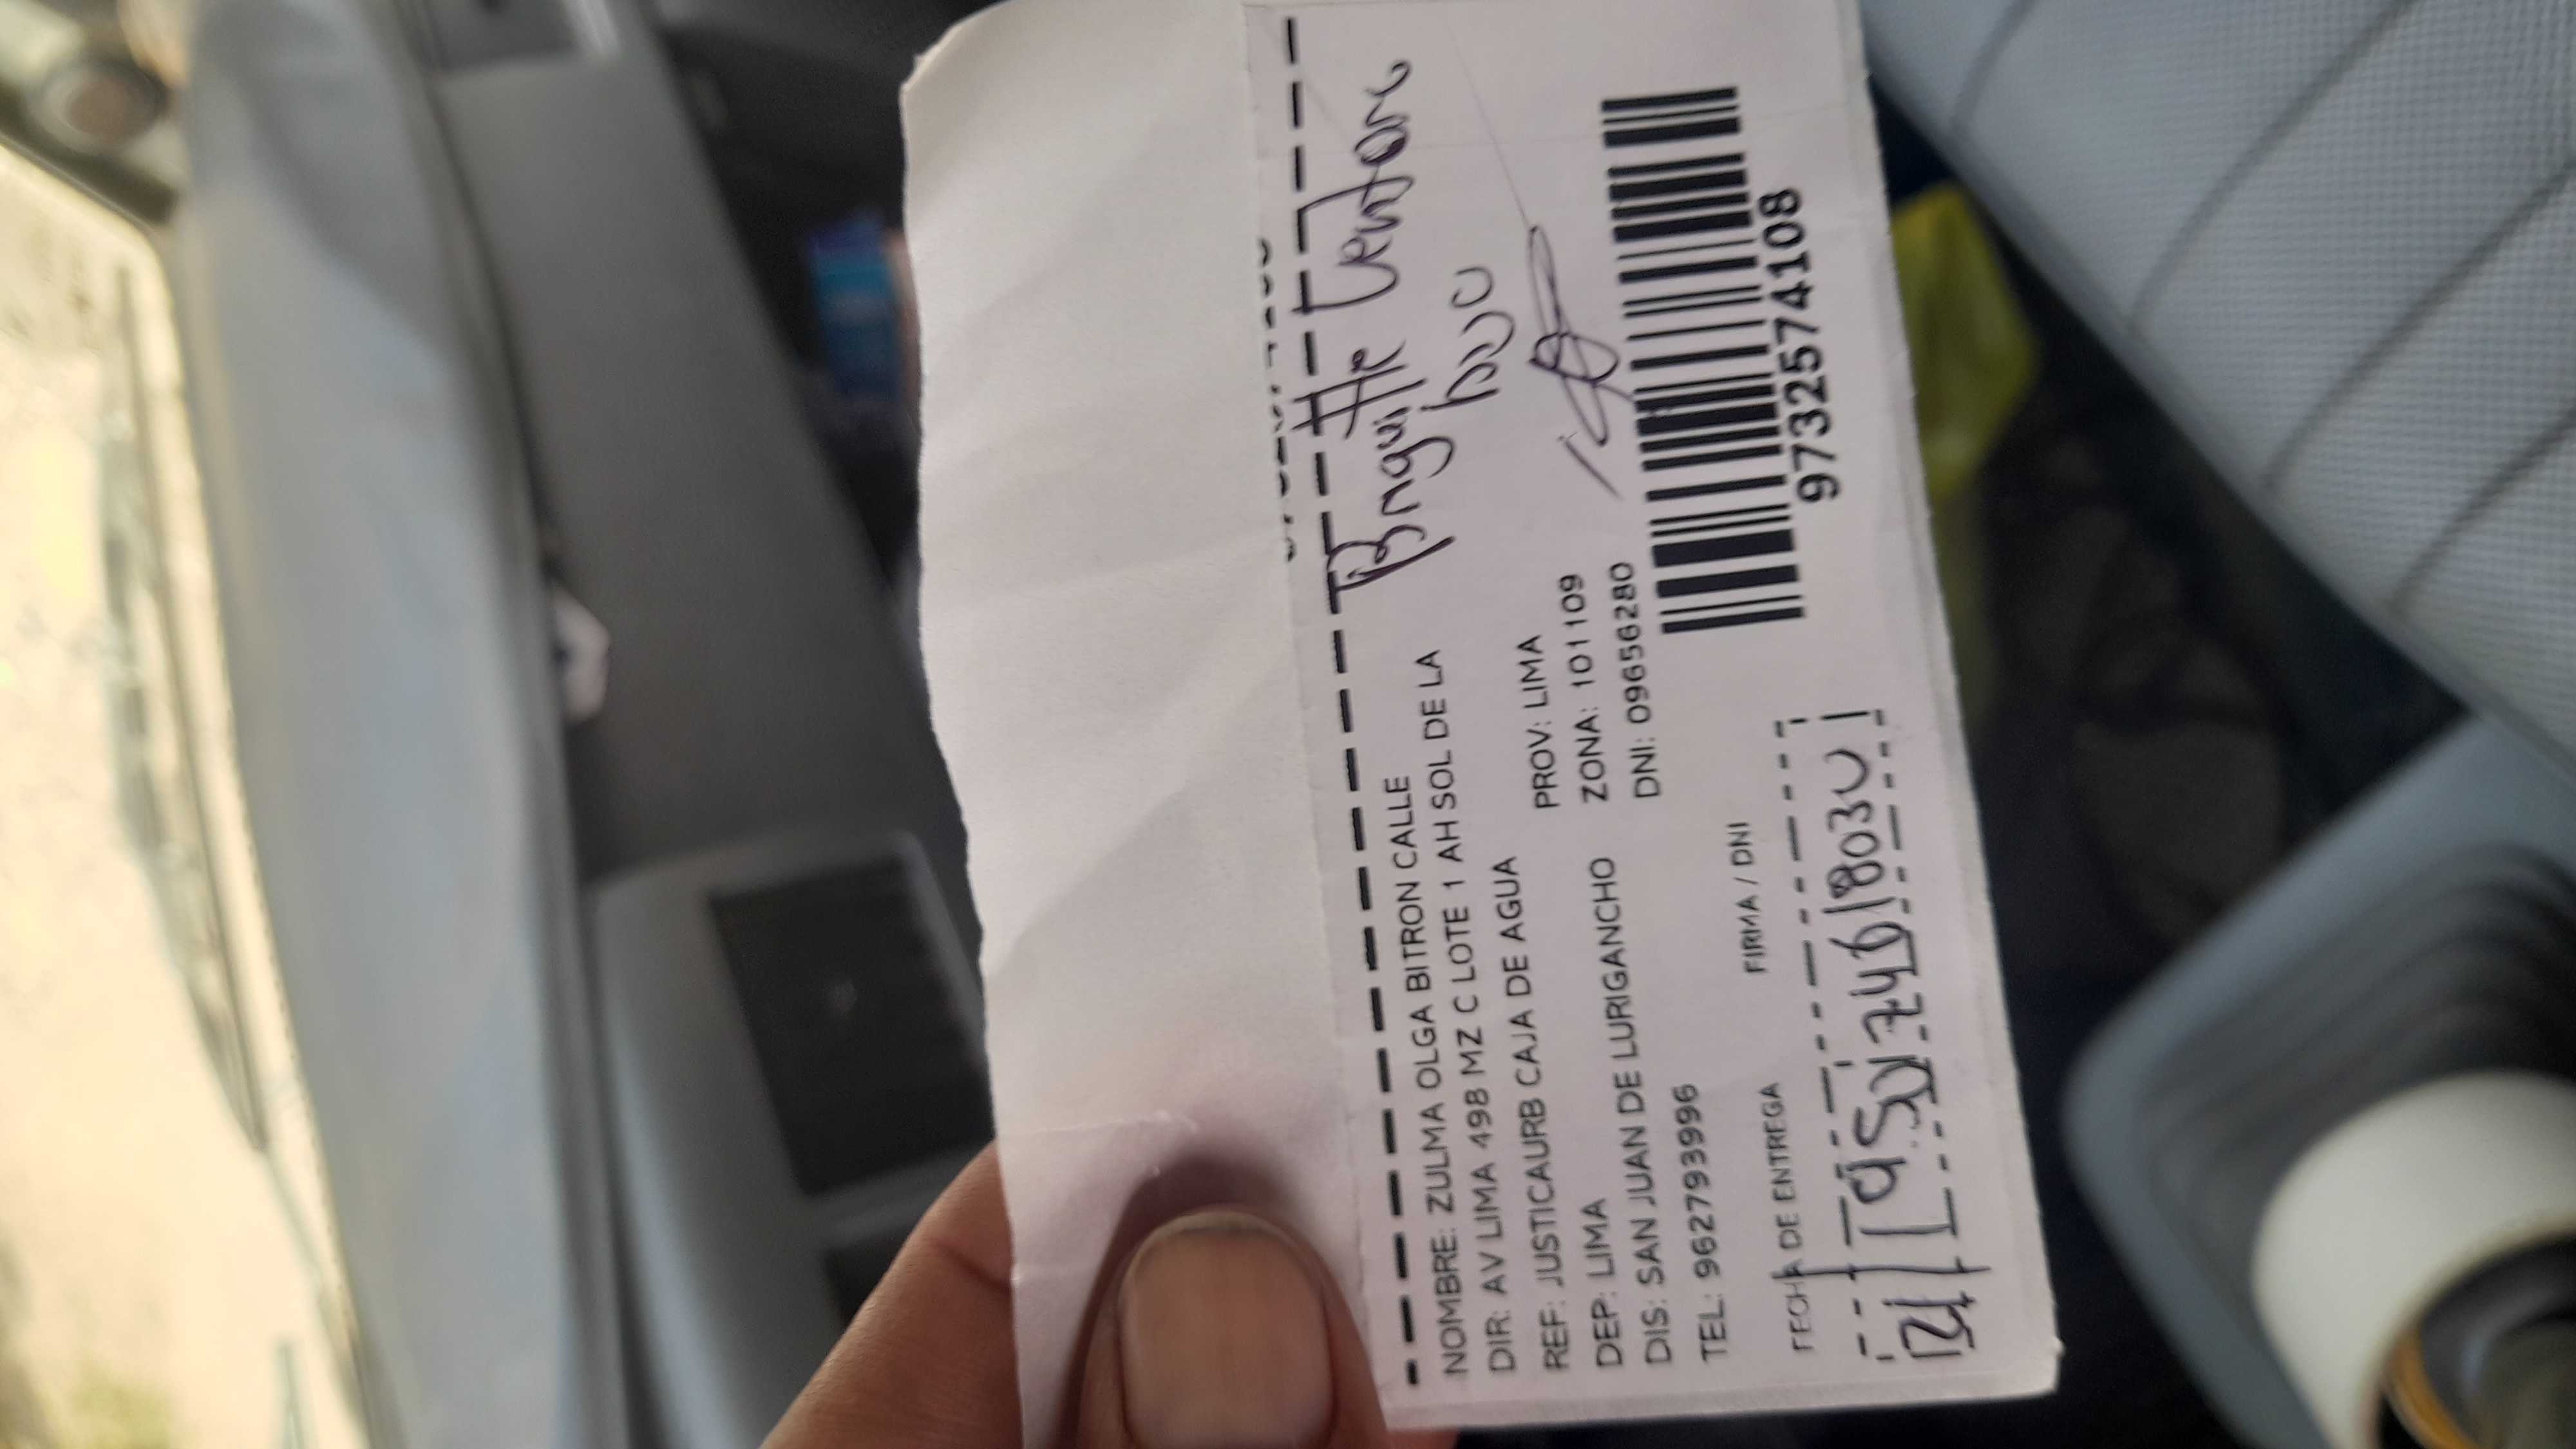 NOMBRE: ZULMA OLGA BITRON CALLE
DIR: AV LIMA 498 MZ C LOTE 1 AH SOL DE LA
REF: JUSTICAURB CAJA DE AGUA
DEP: LIMA PROV: LIMA
DIS: SAN JUAN DE LURIGANCHO ZONA: 101109
TEL: 962793996 DNI: 09656280
FECHA DE ENTREGA FIRMA / DNI
9732574108